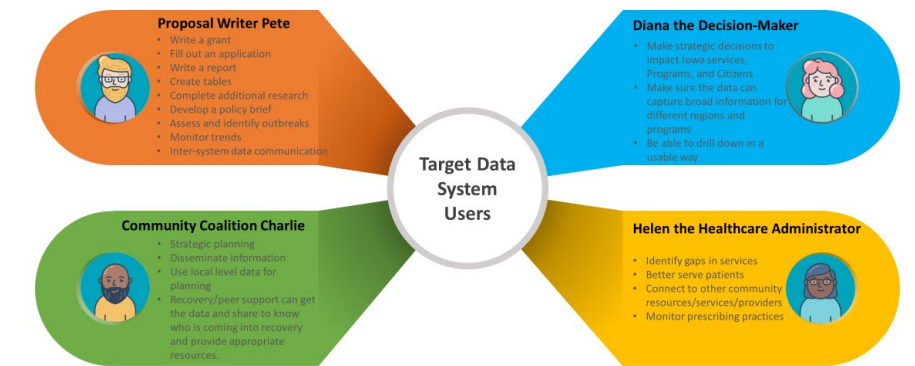 Proposal Writer Pete
• Write a grant
• Fill out an application
• Write a report
• Create tables
• Complete additional research
• Develop a policy brief
• Assess and identify outbreaks
• Monitor trends
• Inter-system data communication
Diana the Decision-Maker
• Make strategic decisions to
impact Iowa services,
Programs, and Citizens
• Make sure the data can
capture broad information for
different regions and
programs
• Be able to drill down in a
usable way
Target Data
System
Users
Community Coalition Charlie
• Strategic planning
• Disseminate information
• Use local level data for
planning
• Recovery/peer support can get
the data and share to know
who is coming into recovery
and provide appropriate
resources.
Helen the Healthcare Administrator
• Identify gaps in services
• Better serve patients
• Connect to other community
resources/services/providers
• Monitor prescribing practices